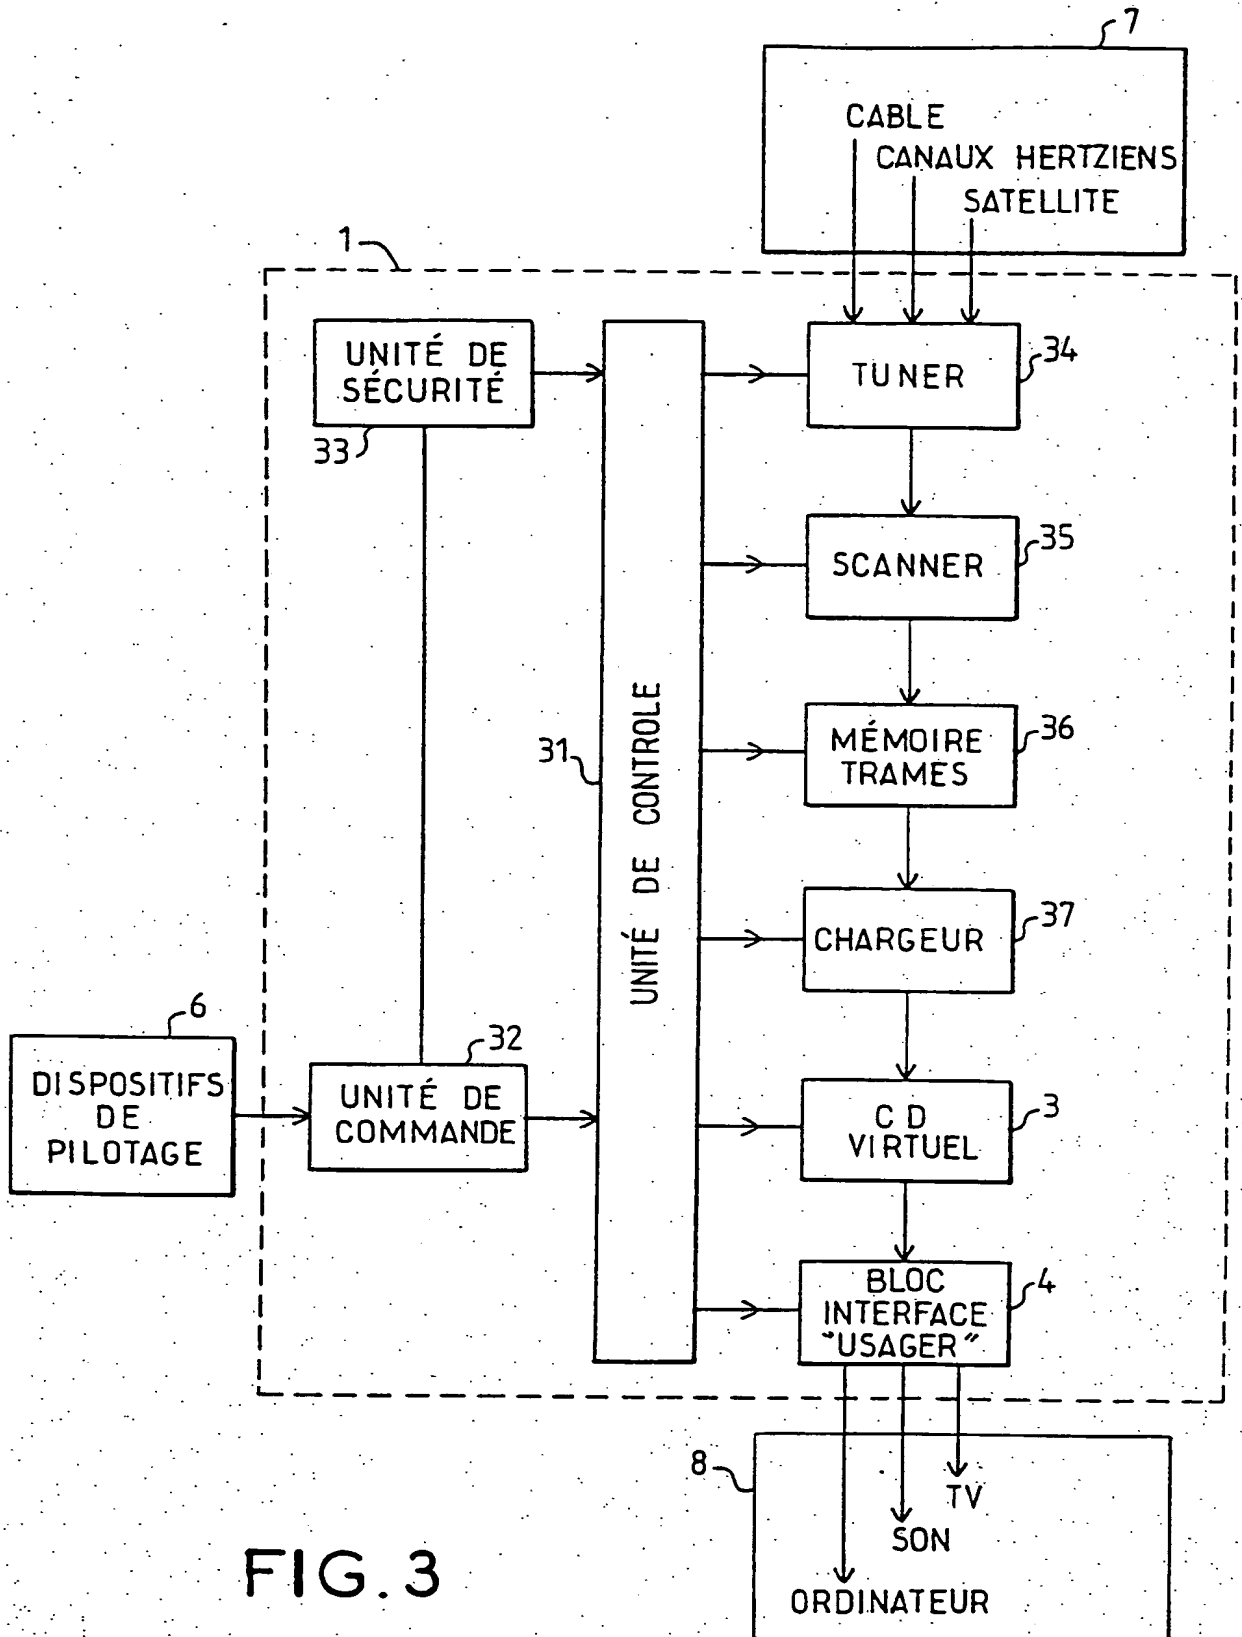 7
CABLE
CANAUX HERTZIENS
SATELLITE
1
UNITÉ DE
SÉCURITÉ
33
TUNER
34
SCANNER
35
31
UNITÉ DE CONTROLE
MÉMOIRE
TRAMES
36
CHARGEUR
37
6
DISPOSITIFS
DE
PILOTAGE
32
UNITÉ DE
COMMANDE
CD
VIRTUEL
3
BLOC
INTERFACE
"USAGER"
4
8
TV
SON
ORDINATEUR
FIG. 3